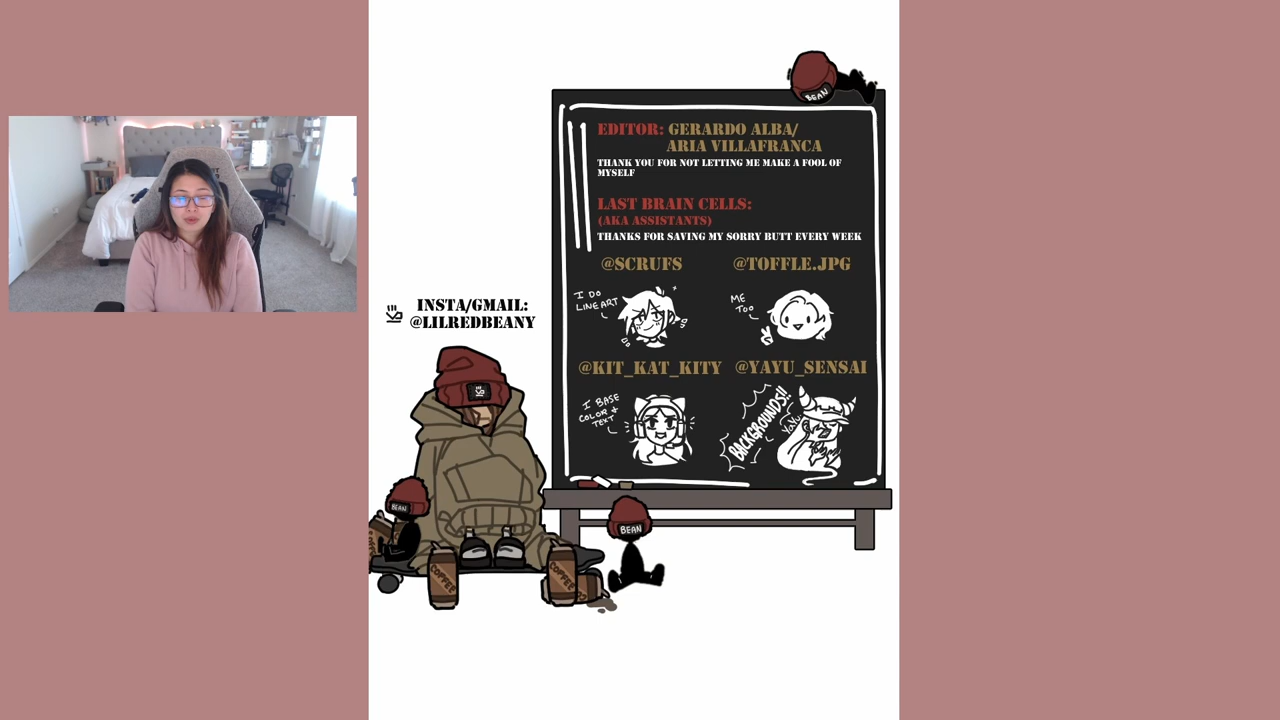 EDITOR: GERARDO ALBA/
ARIA VILLAFRANCA
THANK YOU FOR NOT LETTING ME MAKE A FOOL OF
MYSELF
LAST BRAIN CELLS:
(AKA ASSISTANTS)
THANKS FOR SAVING MY SORRY BUTT EVERY WEEK
@SCRUFS
@TOFFLE.JPG
I DO
LINEART
ME
TOO
@KIT_KAT_KITY
@YAYU_SENSAI
I BASE
COLOR +
TEXT
BACKGROUNDS!!
YAYU
INSTA/GMAIL:
@LILREDBEANY
BEAN
BEAN
BEAN
COFFEE
COFFEE